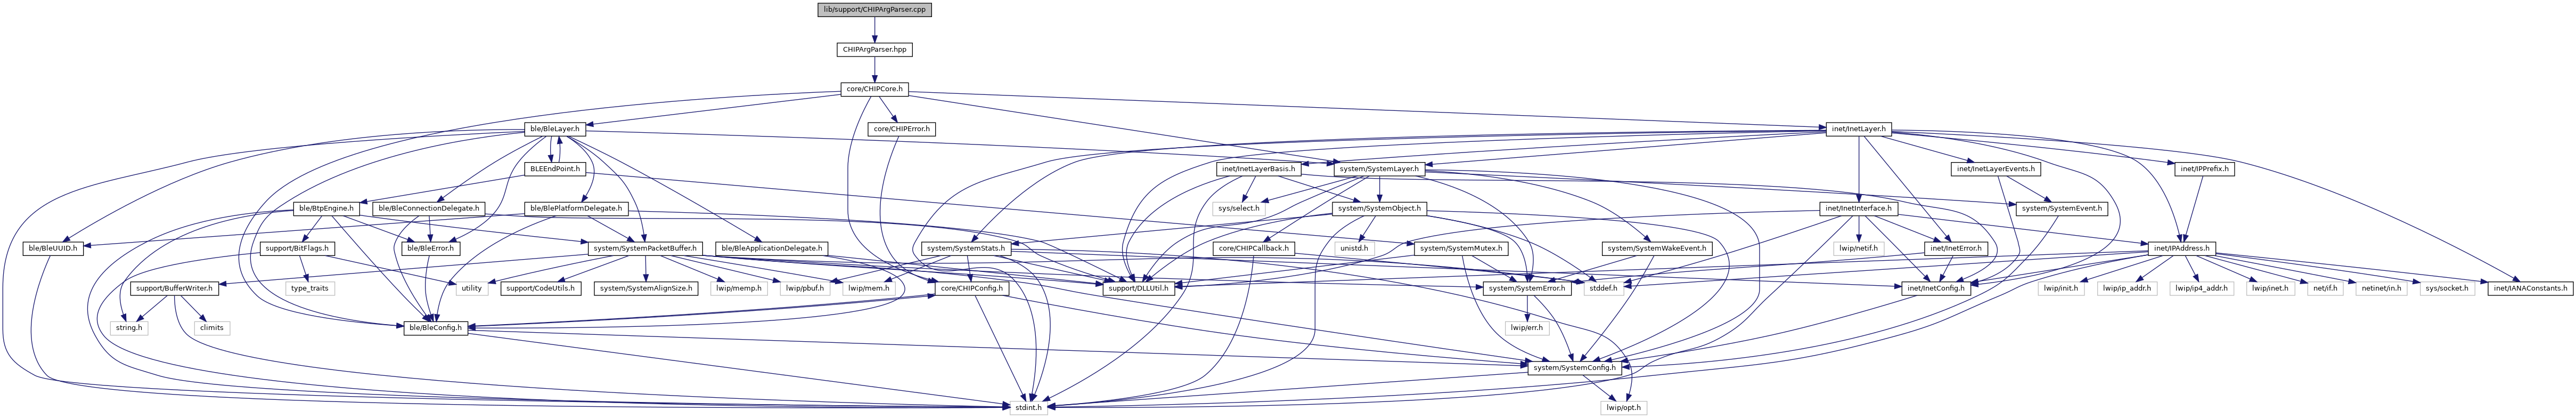 lib/support/CHIPArgParser.cpp
CHIPArgParser.hpp
core/CHIPCore.h
ble/BleLayer.h
core/CHIPError.h
inet/InetLayer.h
BLEEndPoint.h
inet/InetLayerBasis.h
system/SystemLayer.h
inet/InetLayerEvents.h
inet/IPPrefix.h
ble/BtpEngine.h
ble/BleConnectionDelegate.h
ble/BlePlatformDelegate.h
sys/select.h
system/SystemObject.h
inet/InetInterface.h
system/SystemEvent.h
ble/BleUUID.h
support/BitFlags.h
ble/BleError.h
system/SystemPacketBuffer.h
ble/BleApplicationDelegate.h
system/SystemStats.h
core/CHIPCallback.h
unistd.h
system/SystemMutex.h
system/SystemWakeEvent.h
lwip/netif.h
inet/InetError.h
inet/IPAddress.h
support/BufferWriter.h
type_traits
utility
support/CodeUtils.h
system/SystemAlignSize.h
lwip/memp.h
lwip/pbuf.h
lwip/mem.h
core/CHIPConfig.h
support/DLLUtil.h
system/SystemError.h
stddef.h
inet/InetConfig.h
lwip/init.h
lwip/ip_addr.h
lwip/ip4_addr.h
lwip/inet.h
net/if.h
netinet/in.h
sys/socket.h
inet/IANAConstants.h
string.h
climits
ble/BleConfig.h
lwip/err.h
system/SystemConfig.h
stdint.h
lwip/opt.h